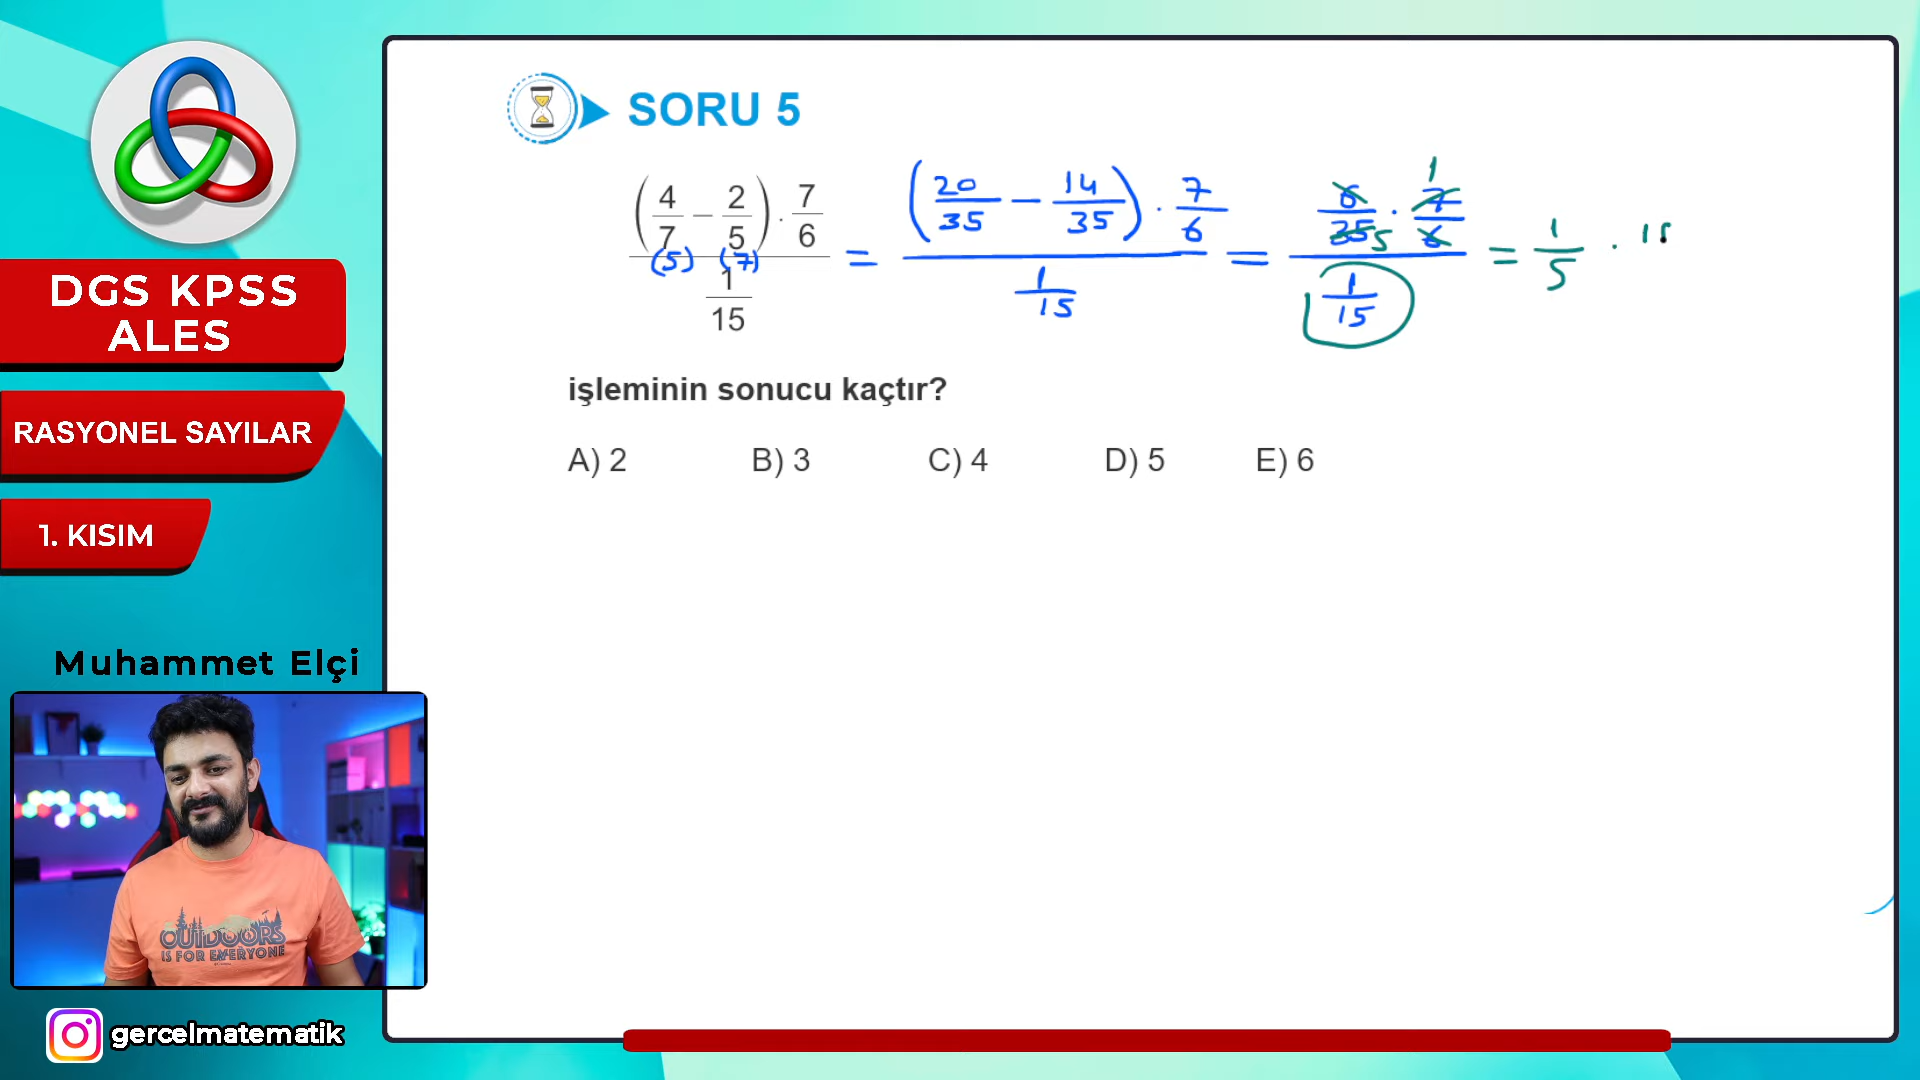 SORU 5
(4/7 − 2/5) · 7/6 / 1/15 = (20/35 − 14/35) · 7/6 / 1/15 = 6/35 · 7/6 / 1/15 = 1/5 ·
(5) (7) 5 1
işleminin sonucu kaçtır?
A) 2 B) 3 C) 4 D) 5 E) 6
DGS KPSS
ALES
RASYONEL SAYILAR
1. KISIM
Muhammet Elçi
OUTDOORS
IS FOR EVERYONE
gercelmatematik